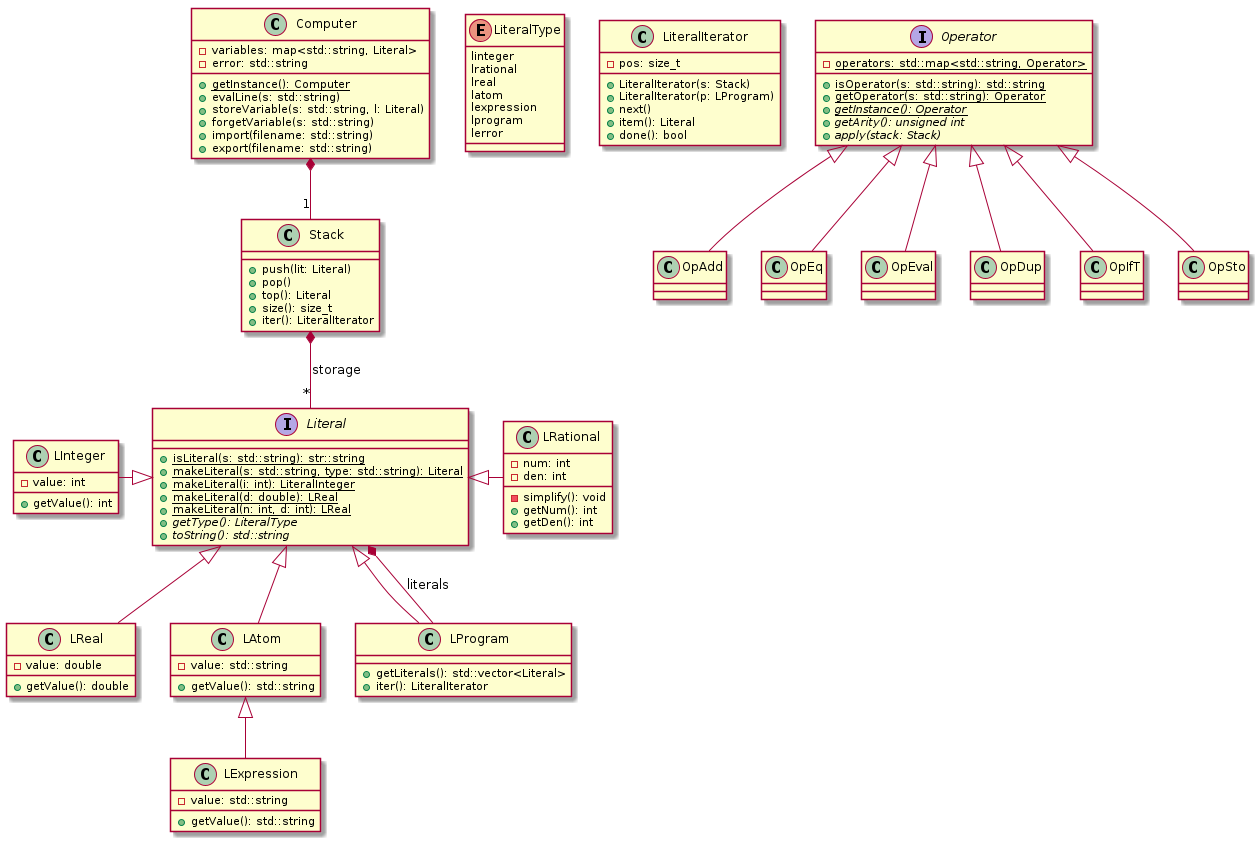 C Computer
variables: map<std::string, Literal>
error: std::string
getInstance(): Computer
evalLine(s: std::string)
storeVariable(s: std::string, l: Literal)
forgetVariable(s: std::string)
import(filename: std::string)
export(filename: std::string)
E LiteralType
linteger
lrational
lreal
latom
lexpression
lprogram
lerror
C LiteralIterator
pos: size_t
LiteralIterator(s: Stack)
LiteralIterator(p: LProgram)
next()
item(): Literal
done(): bool
I Operator
operators: std::map<std::string, Operator>
isOperator(s: std::string): std::string
getOperator(s: std::string): Operator
getInstance(): Operator
getArity(): unsigned int
apply(stack: Stack)
1
C Stack
push(lit: Literal)
pop()
top(): Literal
size(): size_t
iter(): LiteralIterator
C OpAdd
C OpEq
C OpEval
C OpDup
C OpIfT
C OpSto
storage
*
C LInteger
value: int
getValue(): int
I Literal
isLiteral(s: std::string): str::string
makeLiteral(s: std::string, type: std::string): Literal
makeLiteral(i: int): LiteralInteger
makeLiteral(d: double): LReal
makeLiteral(n: int, d: int): LReal
getType(): LiteralType
toString(): std::string
C LRational
num: int
den: int
simplify(): void
getNum(): int
getDen(): int
literals
C LReal
value: double
getValue(): double
C LAtom
value: std::string
getValue(): std::string
C LProgram
getLiterals(): std::vector<Literal>
iter(): LiteralIterator
C LExpression
value: std::string
getValue(): std::string